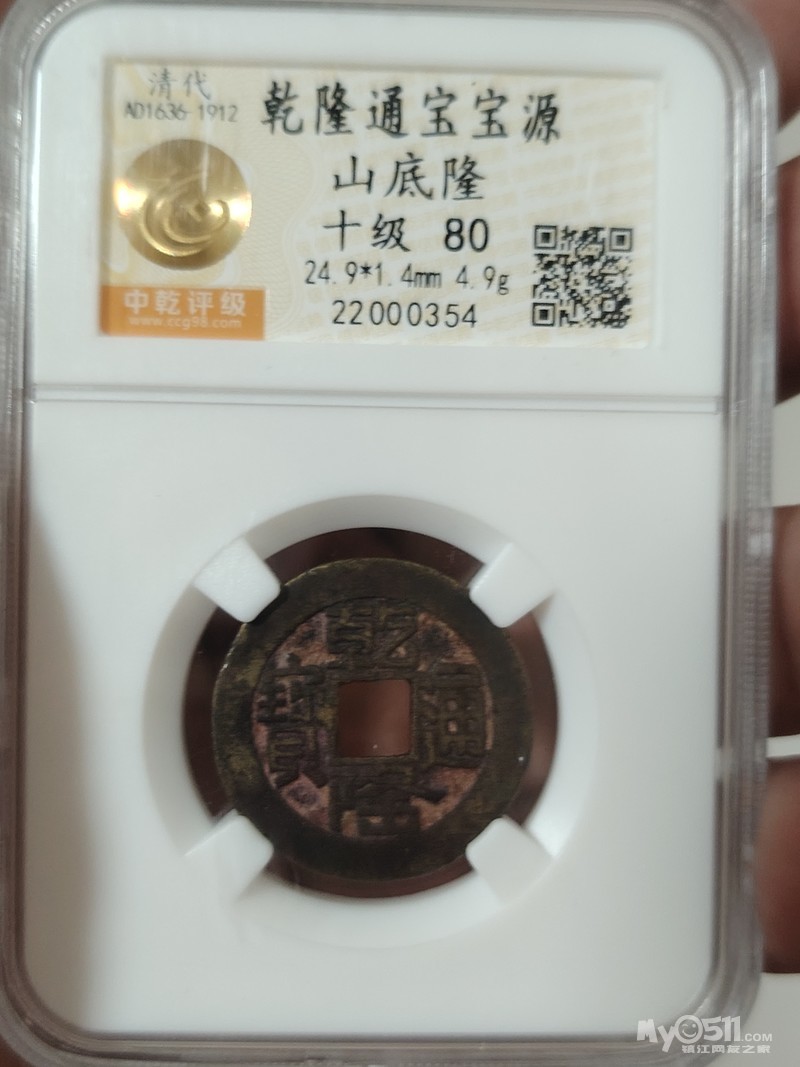 清代
AD1636-1912
乾隆通宝宝源
山底隆
十级 80
24.9*1.4mm 4.9g
22000354
中乾评级
www.ccg98.com
乾隆通寶
My0511.COM
镇江网友之家